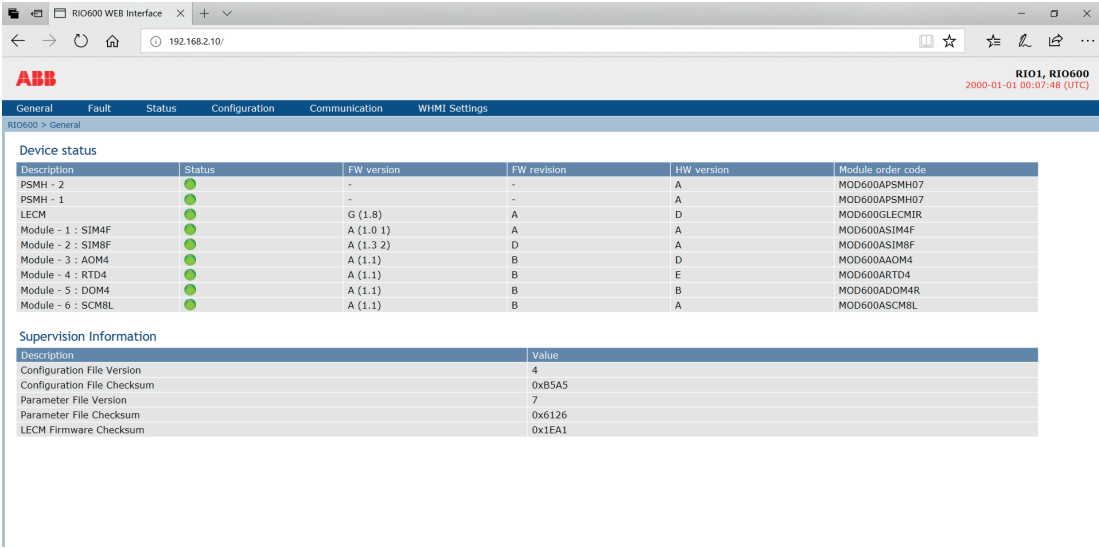 RIO600 WEB Interface
192.168.2.10/
ABB
RIO1, RIO600
2000-01-01 00:07:48 (UTC)
General Fault Status Configuration Communication WHMI Settings
RIO600 > General
Device status
Description Status FW version FW revision HW version Module order code
PSMH - 2 - - A MOD600APSMH07
PSMH - 1 - - A MOD600APSMH07
LECM G (1.8) A D MOD600GLECMIR
Module - 1 : SIM4F A (1.0 1) A A MOD600ASIM4F
Module - 2 : SIM8F A (1.3 2) D A MOD600ASIM8F
Module - 3 : AOM4 A (1.1) B D MOD600AAOM4
Module - 4 : RTD4 A (1.1) B E MOD600ARTD4
Module - 5 : DOM4 A (1.1) B B MOD600ADOM4R
Module - 6 : SCM8L A (1.1) B A MOD600ASCM8L
Supervision Information
Description Value
Configuration File Version 4
Configuration File Checksum 0xB5A5
Parameter File Version 7
Parameter File Checksum 0x6126
LECM Firmware Checksum 0x1EA1